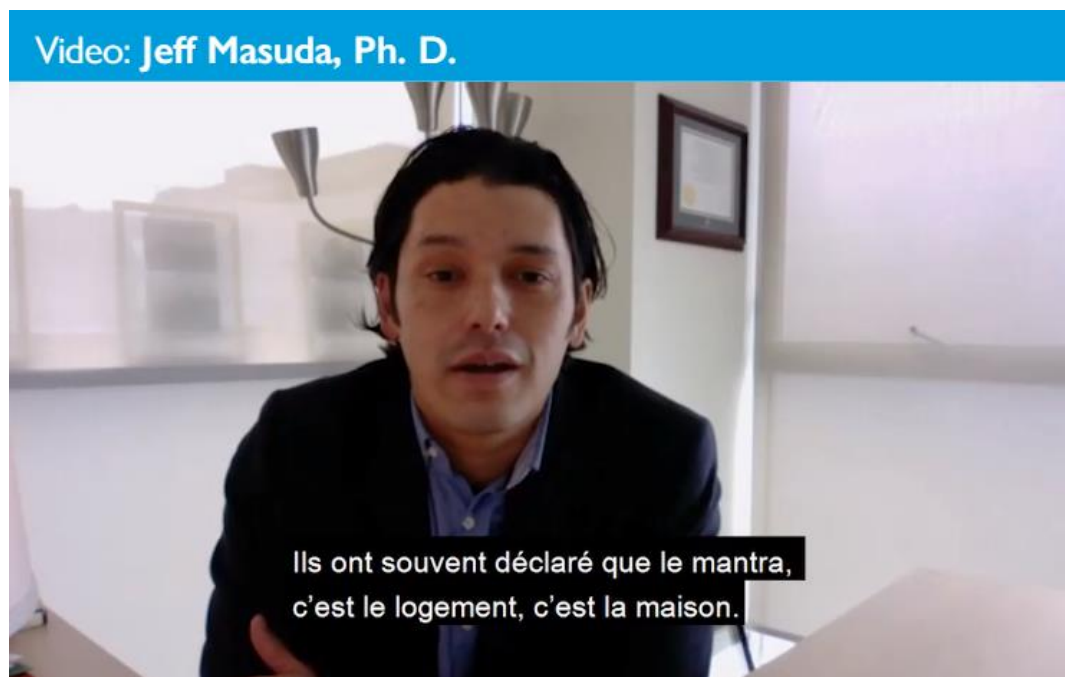 Video: Jeff Masuda, Ph. D.
Ils ont souvent déclaré que le mantra,
c'est le logement, c'est la maison.